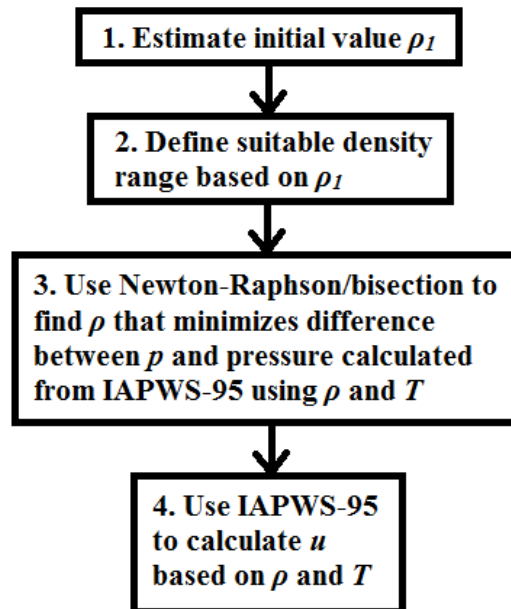 1. Estimate initial value ρ₁
2. Define suitable density
range based on ρ₁
3. Use Newton-Raphson/bisection to
find ρ that minimizes difference
between p and pressure calculated
from IAPWS-95 using ρ and T
4. Use IAPWS-95
to calculate u
based on ρ and T